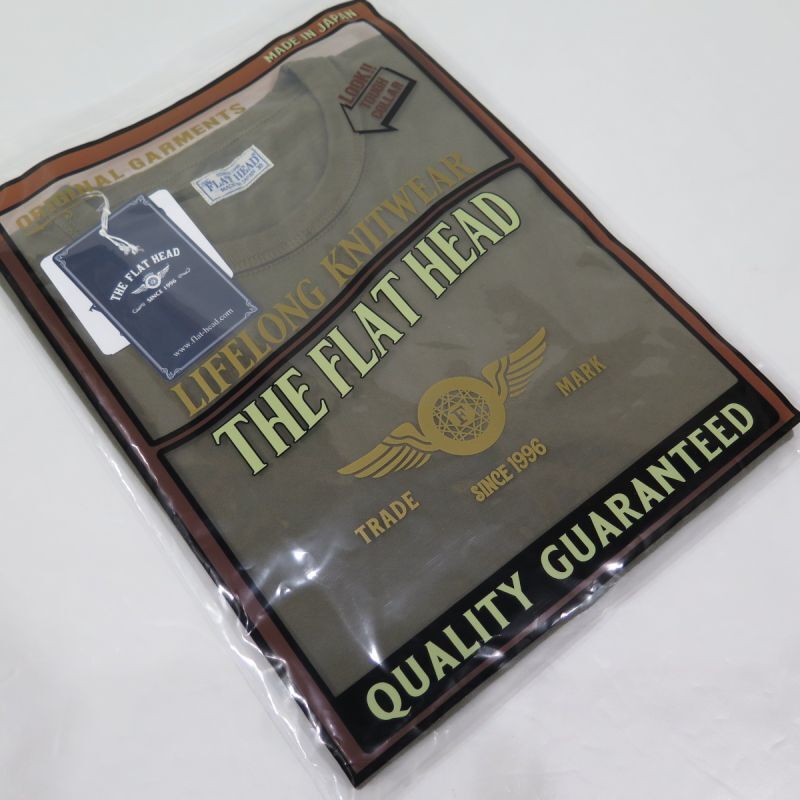 MADE IN JAPAN
ORIGINAL GARMENTS
LOOK!!
TOUGH
COLLAR
FLAT HEAD
THE FLAT HEAD
SINCE 1996
www.flat-head.com
LIFELONG KNITWEAR
THE FLAT HEAD
F
TRADE MARK
SINCE 1996
QUALITY GUARANTEED